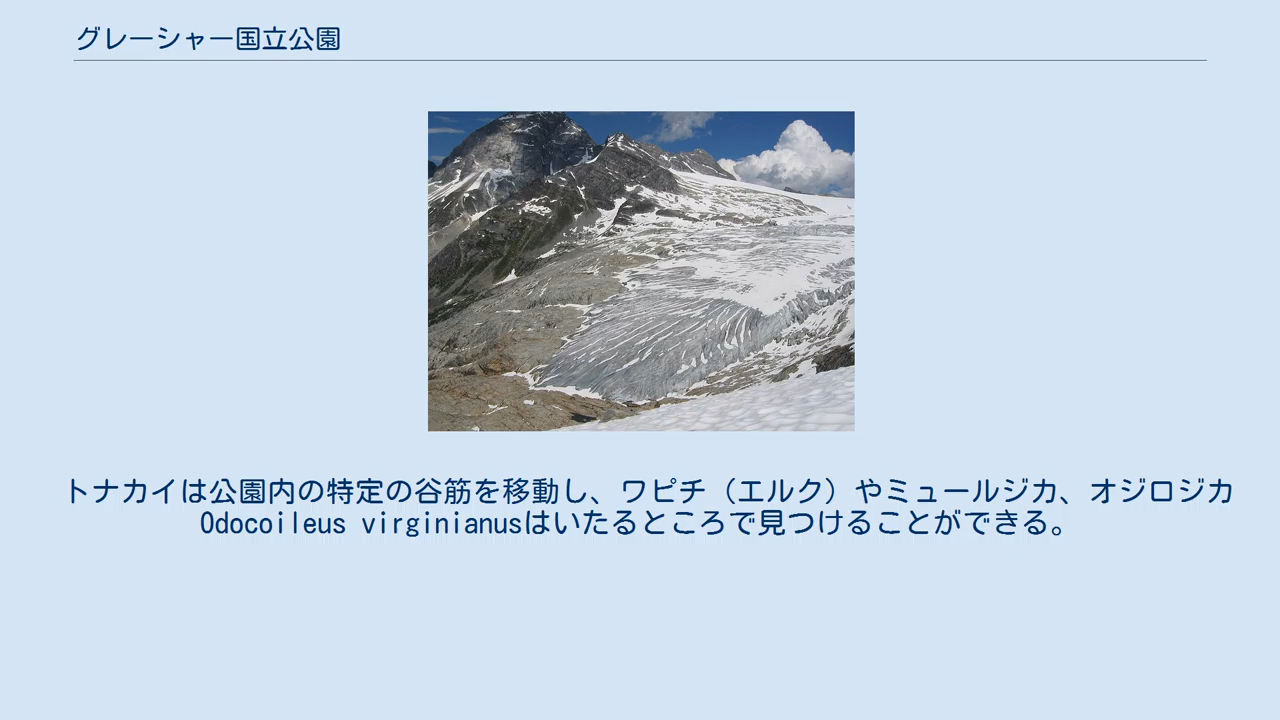 グレーシャー国立公園
トナカイは公園内の特定の谷筋を移動し、ワピチ（エルク）やミュールジカ、オジロジカ
Odocoileus virginianusはいたるところで見つけることができる。